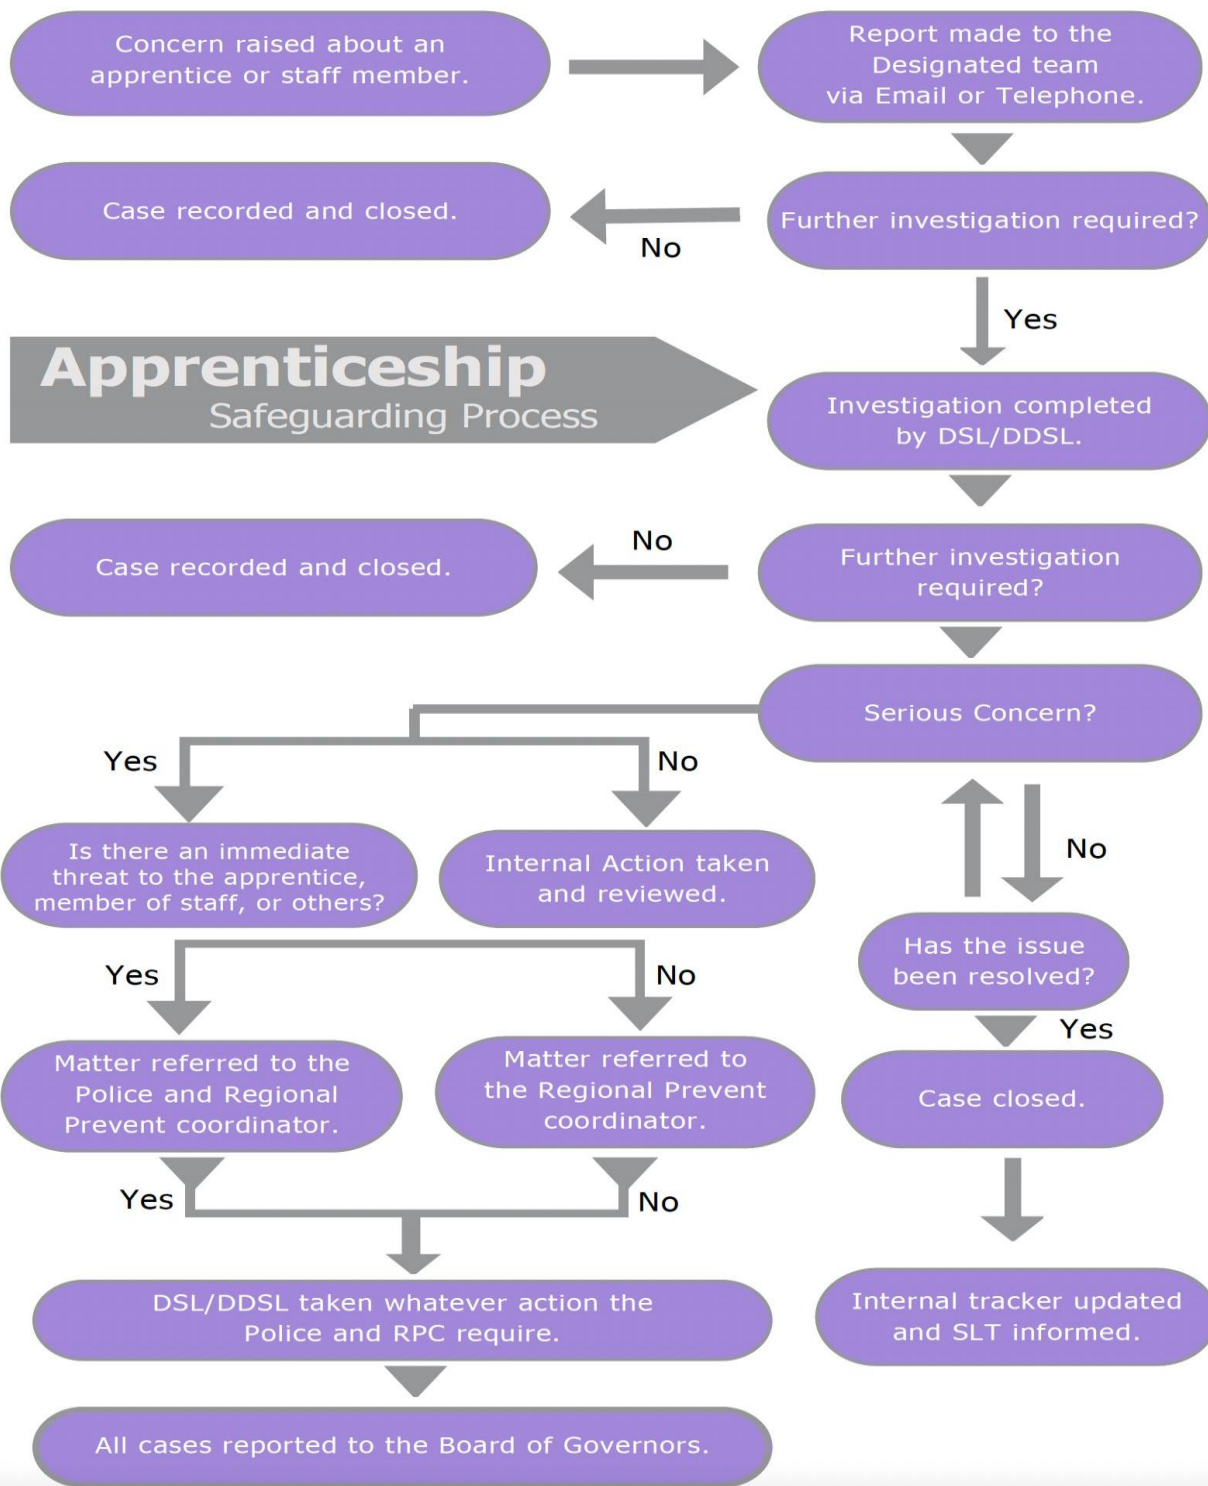 Concern raised about an
apprentice or staff member.
Report made to the
Designated team
via Email or Telephone.
Case recorded and closed.
No
Further investigation required?
Yes
Apprenticeship
Safeguarding Process
Investigation completed
by DSL/DDSL.
Case recorded and closed.
No
Further investigation
required?
Serious Concern?
Yes
No
Is there an immediate
threat to the apprentice,
member of staff, or others?
Internal Action taken
and reviewed.
No
Has the issue
been resolved?
Yes
No
Yes
Matter referred to the
Police and Regional
Prevent coordinator.
Matter referred to
the Regional Prevent
coordinator.
Case closed.
Yes
No
DSL/DDSL taken whatever action the
Police and RPC require.
Internal tracker updated
and SLT informed.
All cases reported to the Board of Governors.